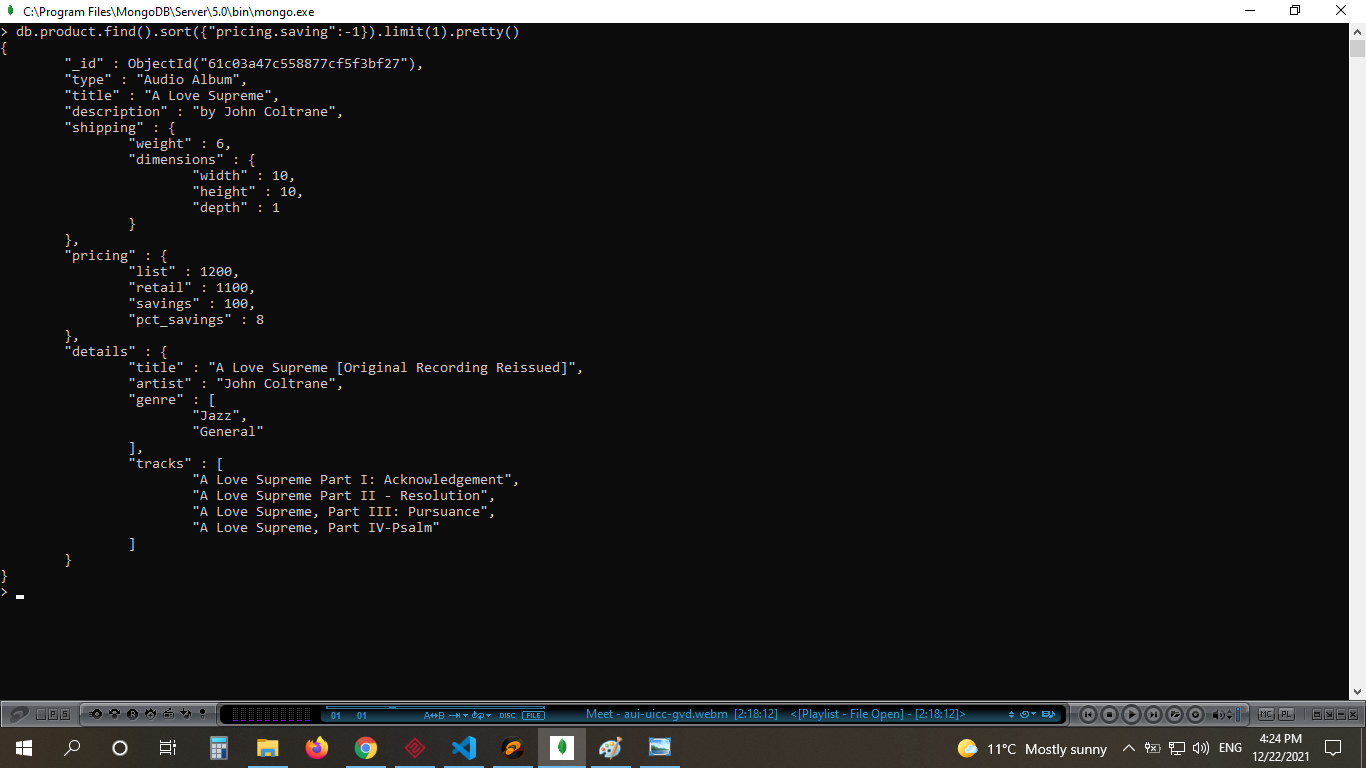 C:\Program Files\MongoDB\Server\5.0\bin\mongo.exe
> db.product.find().sort({"pricing.saving":-1}).limit(1).pretty()
{
        "_id" : ObjectId("61c03a47c558877cf5f3bf27"),
        "type" : "Audio Album",
        "title" : "A Love Supreme",
        "description" : "by John Coltrane",
        "shipping" : {
                "weight" : 6,
                "dimensions" : {
                        "width" : 10,
                        "height" : 10,
                        "depth" : 1
                }
        },
        "pricing" : {
                "list" : 1200,
                "retail" : 1100,
                "savings" : 100,
                "pct_savings" : 8
        },
        "details" : {
                "title" : "A Love Supreme [Original Recording Reissued]",
                "artist" : "John Coltrane",
                "genre" : [
                        "Jazz",
                        "General"
                ],
                "tracks" : [
                        "A Love Supreme Part I: Acknowledgement",
                        "A Love Supreme Part II - Resolution",
                        "A Love Supreme, Part III: Pursuance",
                        "A Love Supreme, Part IV-Psalm"
                ]
        }
}
>
P S 01 01 A↔B DISC FILE Meet - aui-uicc-gvd.webm [2:18:12] <[Playlist - File Open] - [2:18:12]> MC PL
11°C Mostly sunny ENG 4:24 PM
12/22/2021